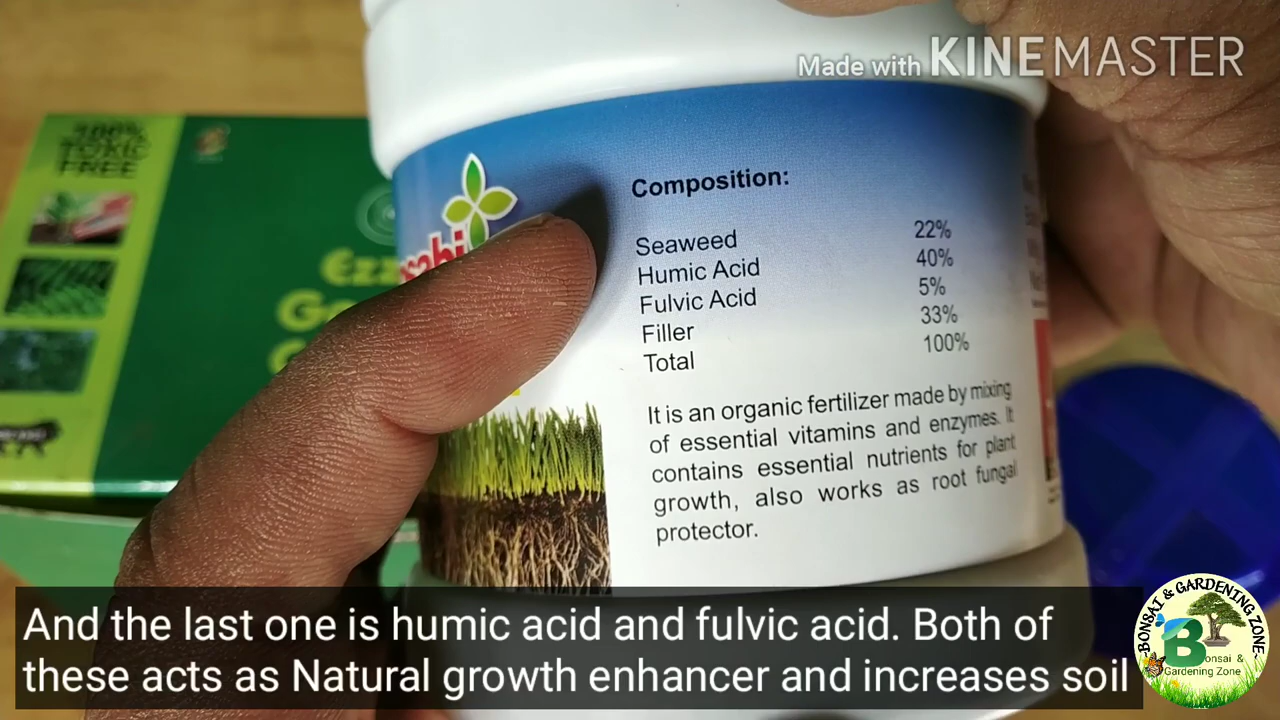 Made with KINEMASTER
100%
TOXIC
FREE
Composition:
Seaweed 22%
Humic Acid 40%
Fulvic Acid 5%
Filler 33%
Total 100%
It is an organic fertilizer made by mixing
of essential vitamins and enzymes. It
contains essential nutrients for plant
growth, also works as root fungal
protector.
And the last one is humic acid and fulvic acid. Both of
these acts as Natural growth enhancer and increases soil
BONSAI & GARDENING ZONE
B
Bonsai &
Gardening Zone